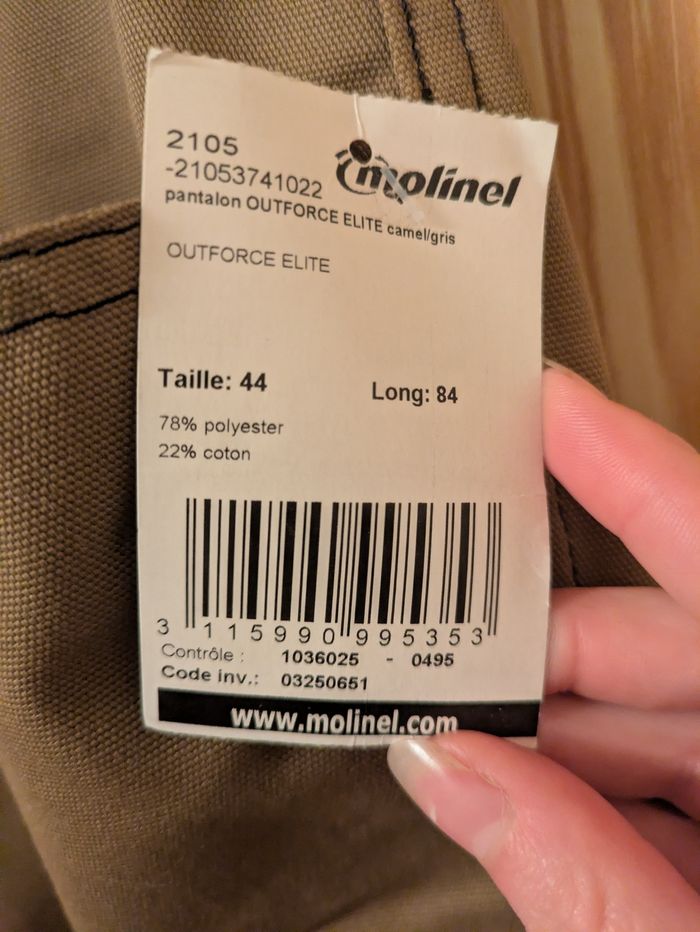 2105
-21053741022
molinel
pantalon OUTFORCE ELITE camel/gris
OUTFORCE ELITE
Taille: 44 Long: 84
78% polyester
22% coton
3 115990 995353
Contrôle : 1036025 - 0495
Code inv.: 03250651
www.molinel.com